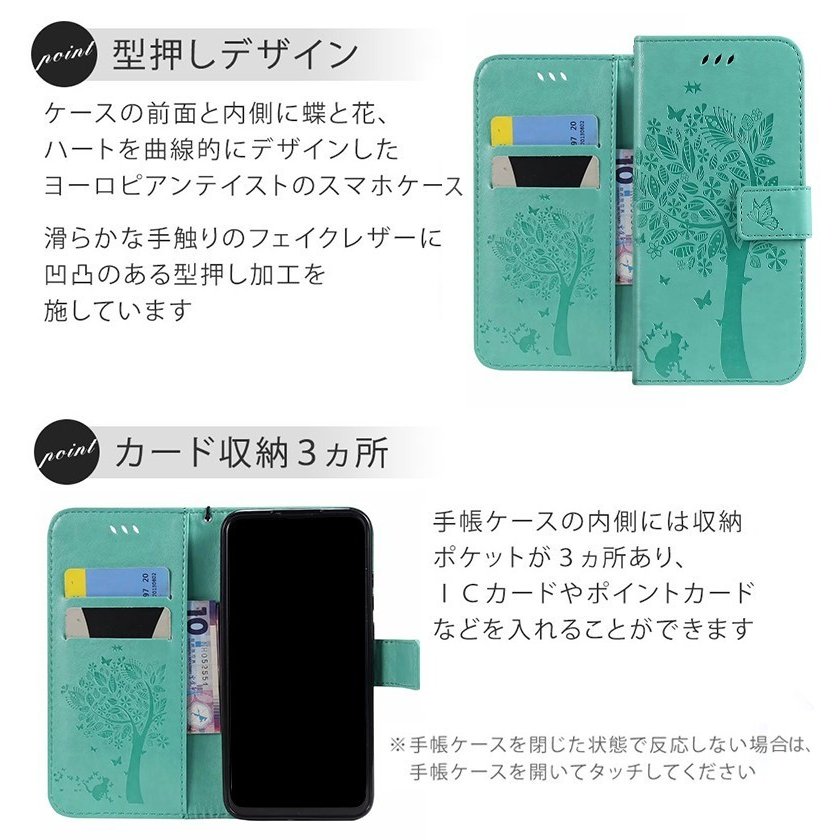 point 型押しデザイン
ケースの前面と内側に蝶と花、
ハートを曲線的にデザインした
ヨーロピアンテイストのスマホケース
滑らかな手触りのフェイクレザーに
凹凸のある型押し加工を
施しています
97 20
20130802
10
point カード収納３ヵ所
手帳ケースの内側には収納
ポケットが３ヵ所あり、
ＩＣカードやポイントカード
などを入れることができます
97 20
20130802
10
H052551
※手帳ケースを閉じた状態で反応しない場合は、
手帳ケースを開いてタッチしてください